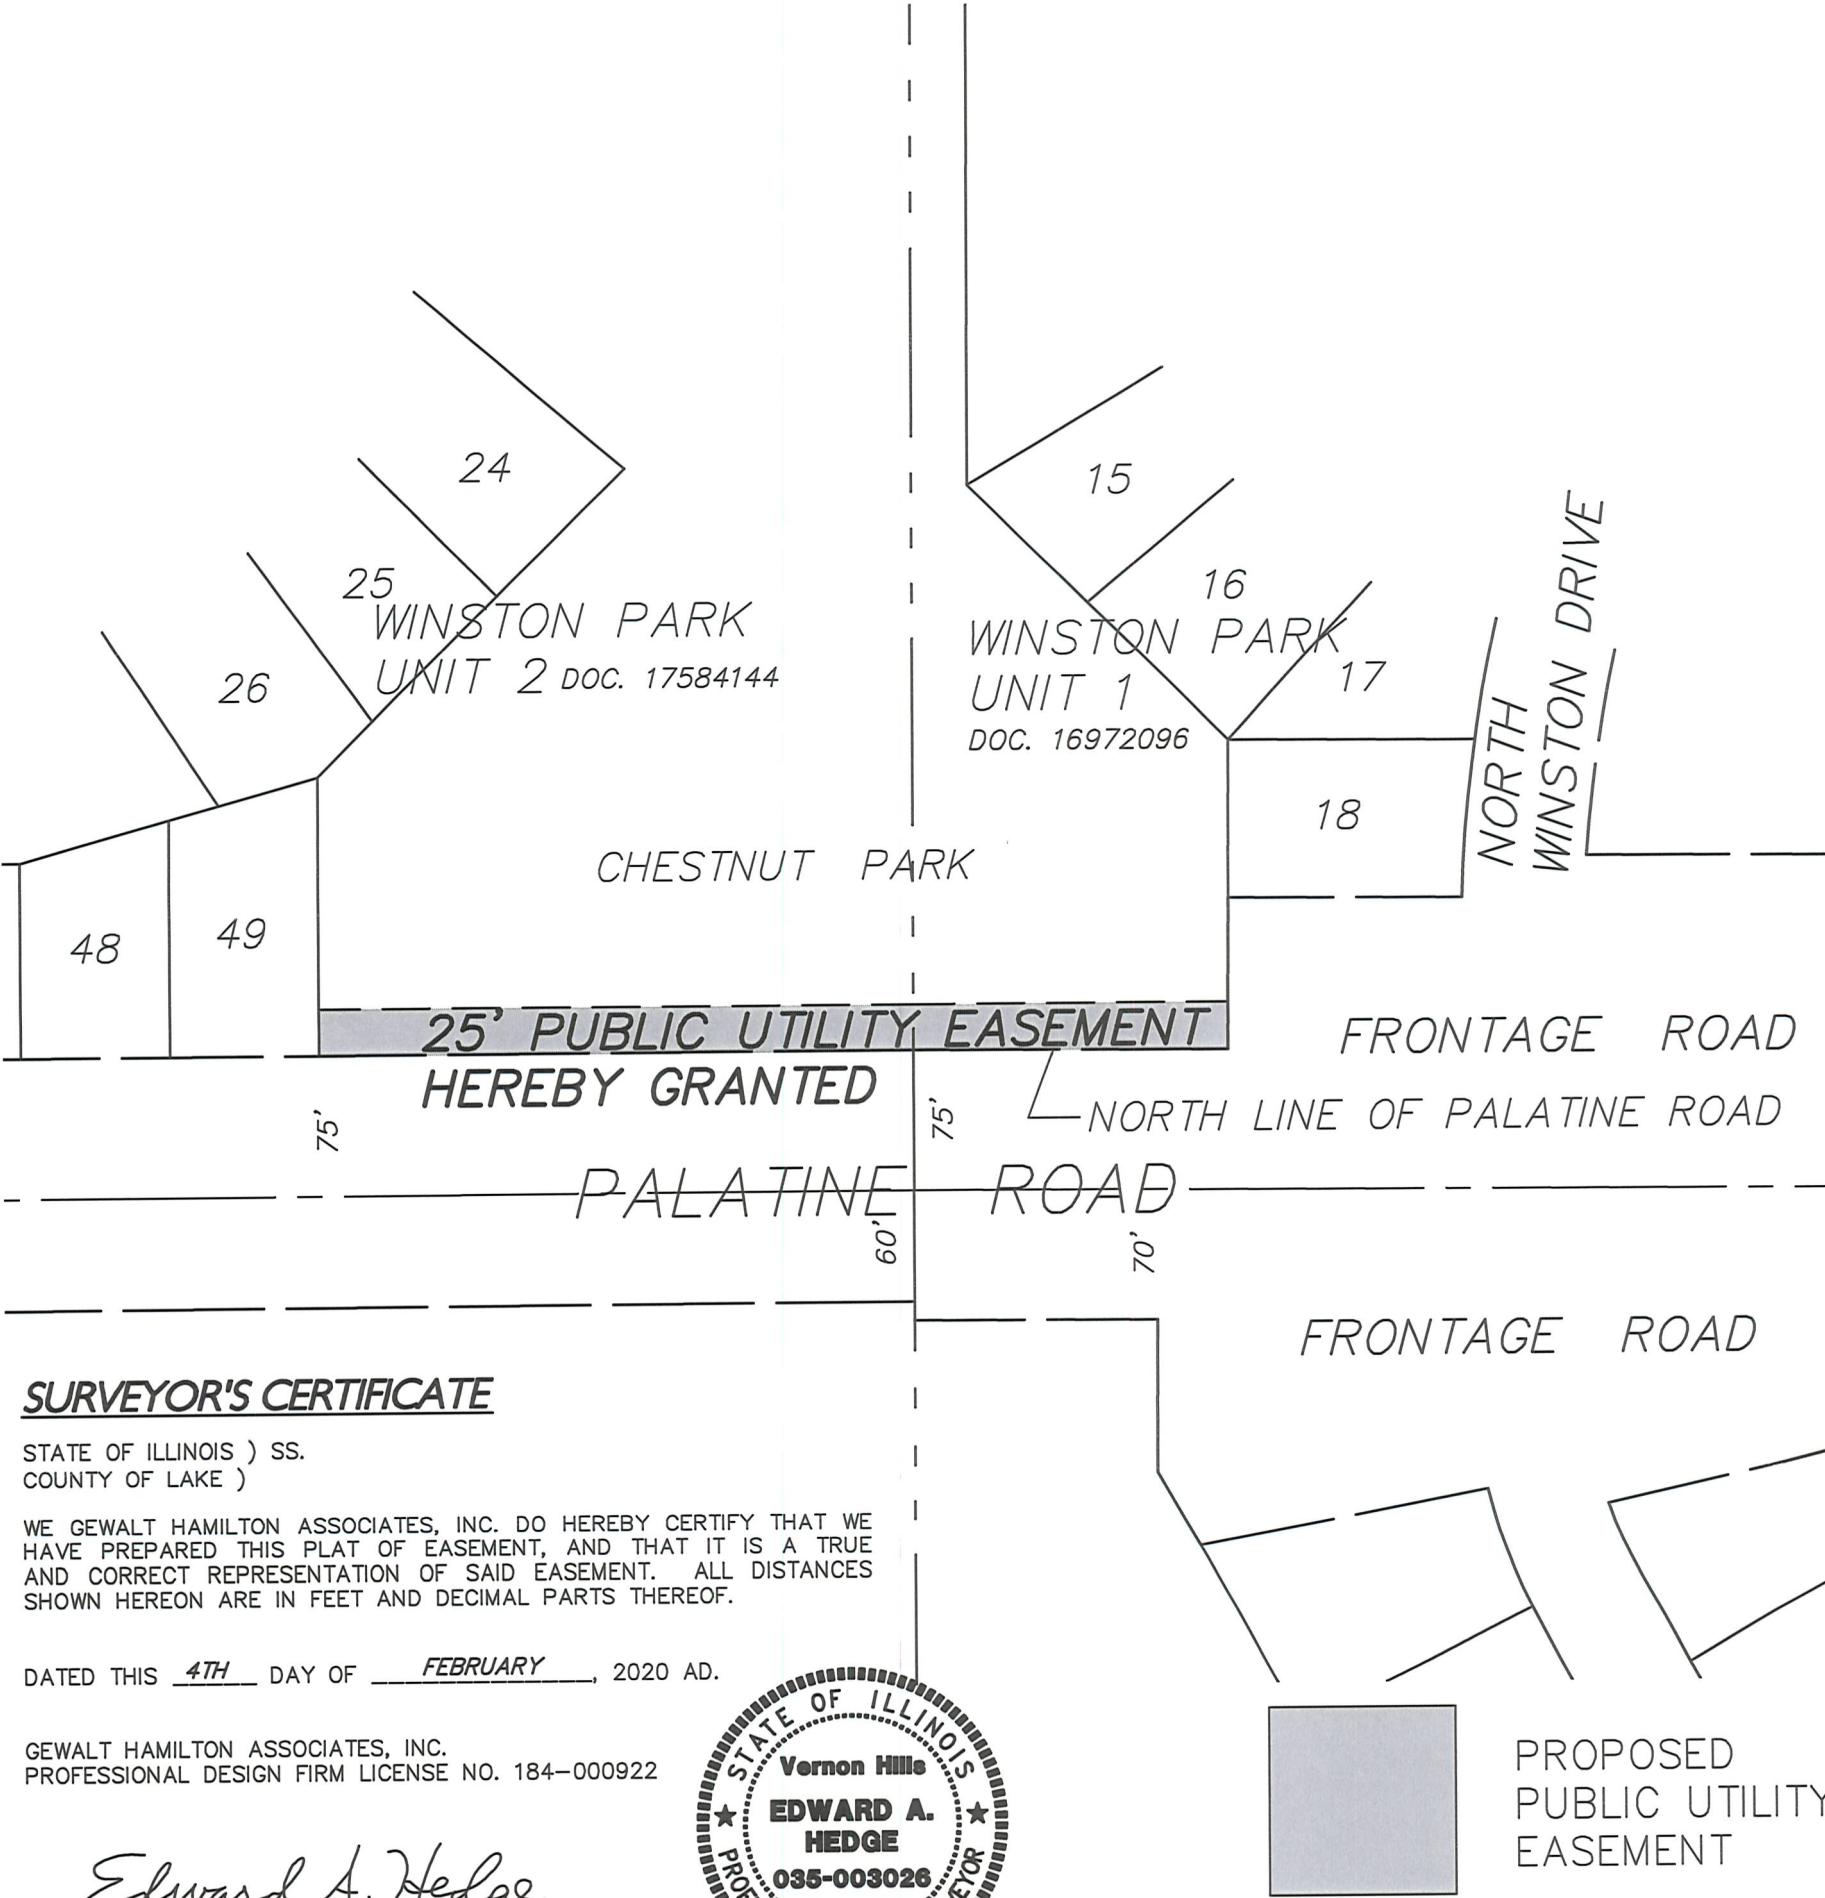 24
15
25
16
WINSTON PARK
UNIT 2 DOC. 17584144
WINSTON PARK
UNIT 1
DOC. 16972096
26
17
NORTH
WINSTON DRIVE
18
CHESTNUT PARK
48
49
25' PUBLIC UTILITY EASEMENT
HEREBY GRANTED
FRONTAGE ROAD
75'
75'
NORTH LINE OF PALATINE ROAD
PALATINE ROAD
60'
70'
FRONTAGE ROAD
SURVEYOR'S CERTIFICATE
STATE OF ILLINOIS ) SS.
COUNTY OF LAKE )
WE GEWALT HAMILTON ASSOCIATES, INC. DO HEREBY CERTIFY THAT WE
HAVE PREPARED THIS PLAT OF EASEMENT, AND THAT IT IS A TRUE
AND CORRECT REPRESENTATION OF SAID EASEMENT. ALL DISTANCES
SHOWN HEREON ARE IN FEET AND DECIMAL PARTS THEREOF.
DATED THIS 4TH DAY OF FEBRUARY, 2020 AD.
GEWALT HAMILTON ASSOCIATES, INC.
PROFESSIONAL DESIGN FIRM LICENSE NO. 184-000922
Edward A. Hedge
STATE OF ILLINOIS
Vernon Hills
EDWARD A.
HEDGE
035-003026
PROPOSED
PUBLIC UTILITY
EASEMENT